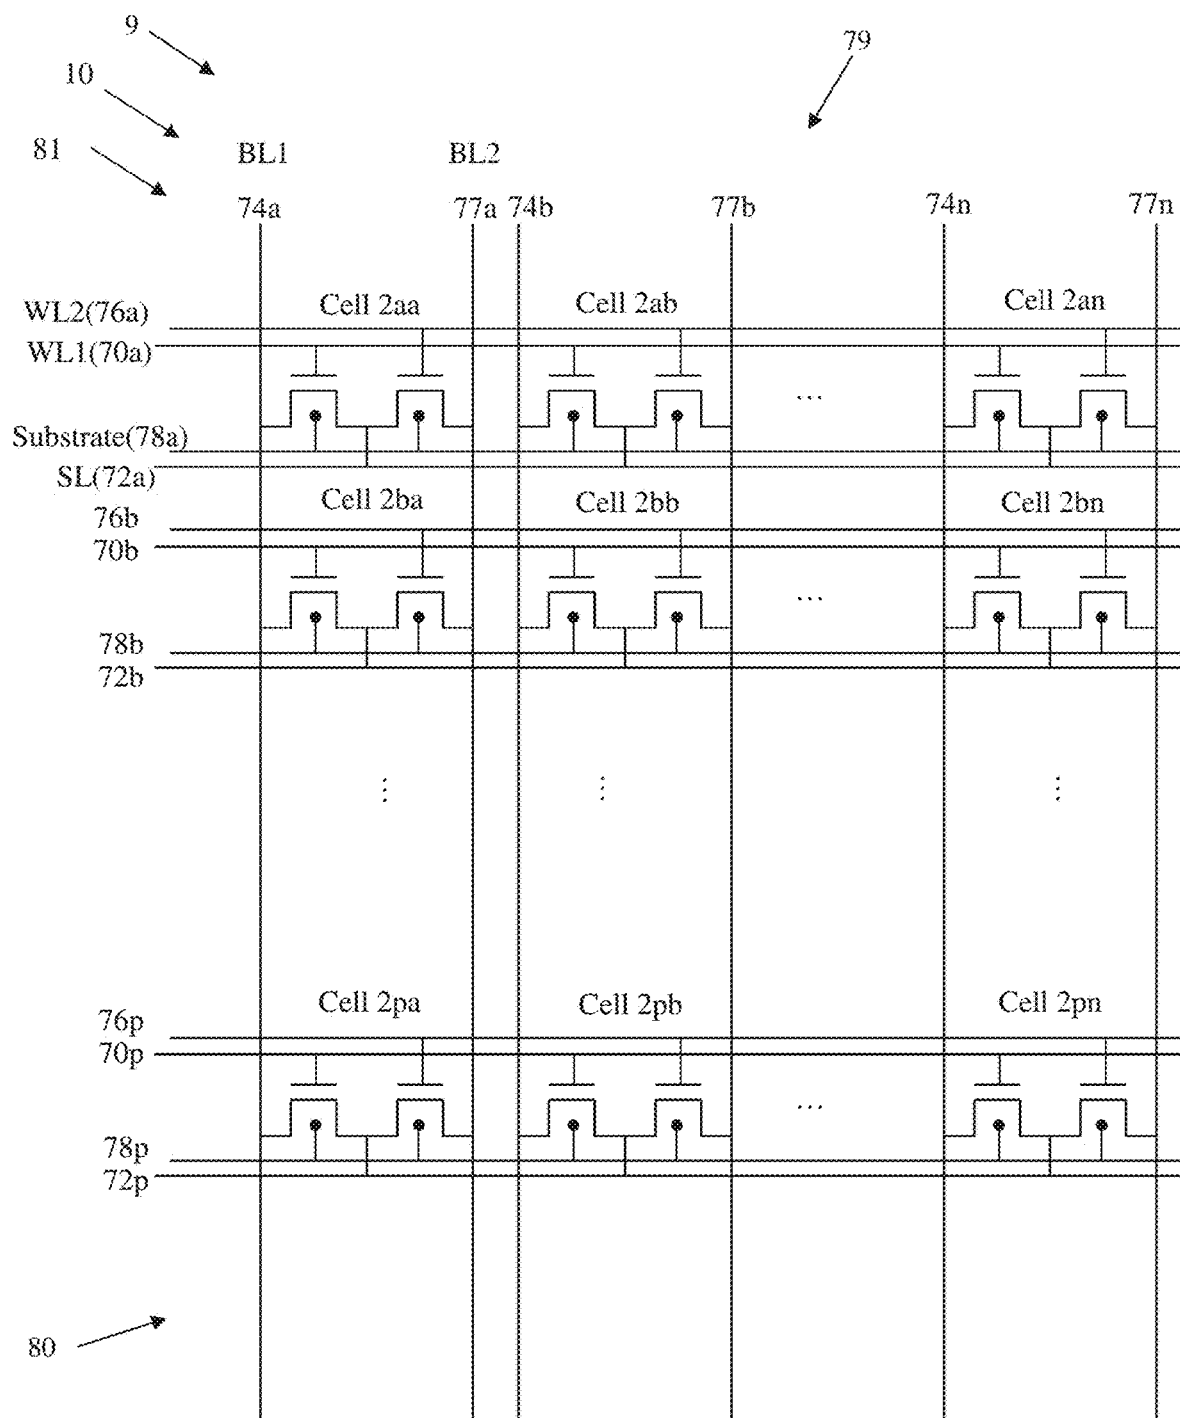 9
79
10
81
BL1 BL2
74a 77a 74b 77b 74n 77n
WL2(76a) Cell 2aa Cell 2ab Cell 2an
WL1(70a)
...
Substrate(78a)
SL(72a)
76b Cell 2ba Cell 2bb Cell 2bn
70b
...
78b
72b
... ... ...
76p Cell 2pa Cell 2pb Cell 2pn
70p
...
78p
72p
80